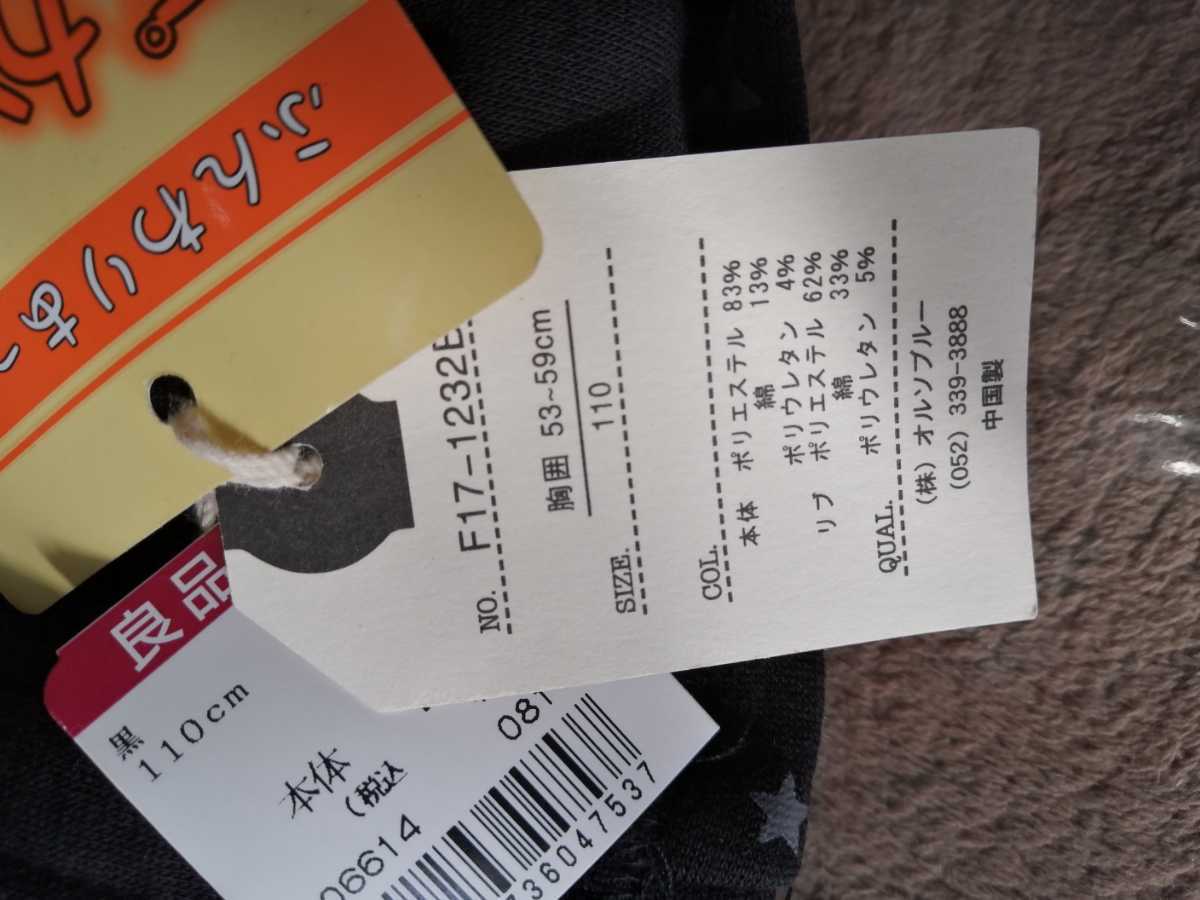 ふんわりあっ
NO. F17-1232E
胸囲 53~59cm
110
SIZE.
COL.
本体 ポリエステル 83%
綿 13%
ポリウレタン 4%
リブ ポリエステル 62%
綿 33%
ポリウレタン 5%
QUAL.
(株) オルソブルー
(052) 339-3888
中国製
良品
黒
110cm
本体
(税込
06614
081
736047537